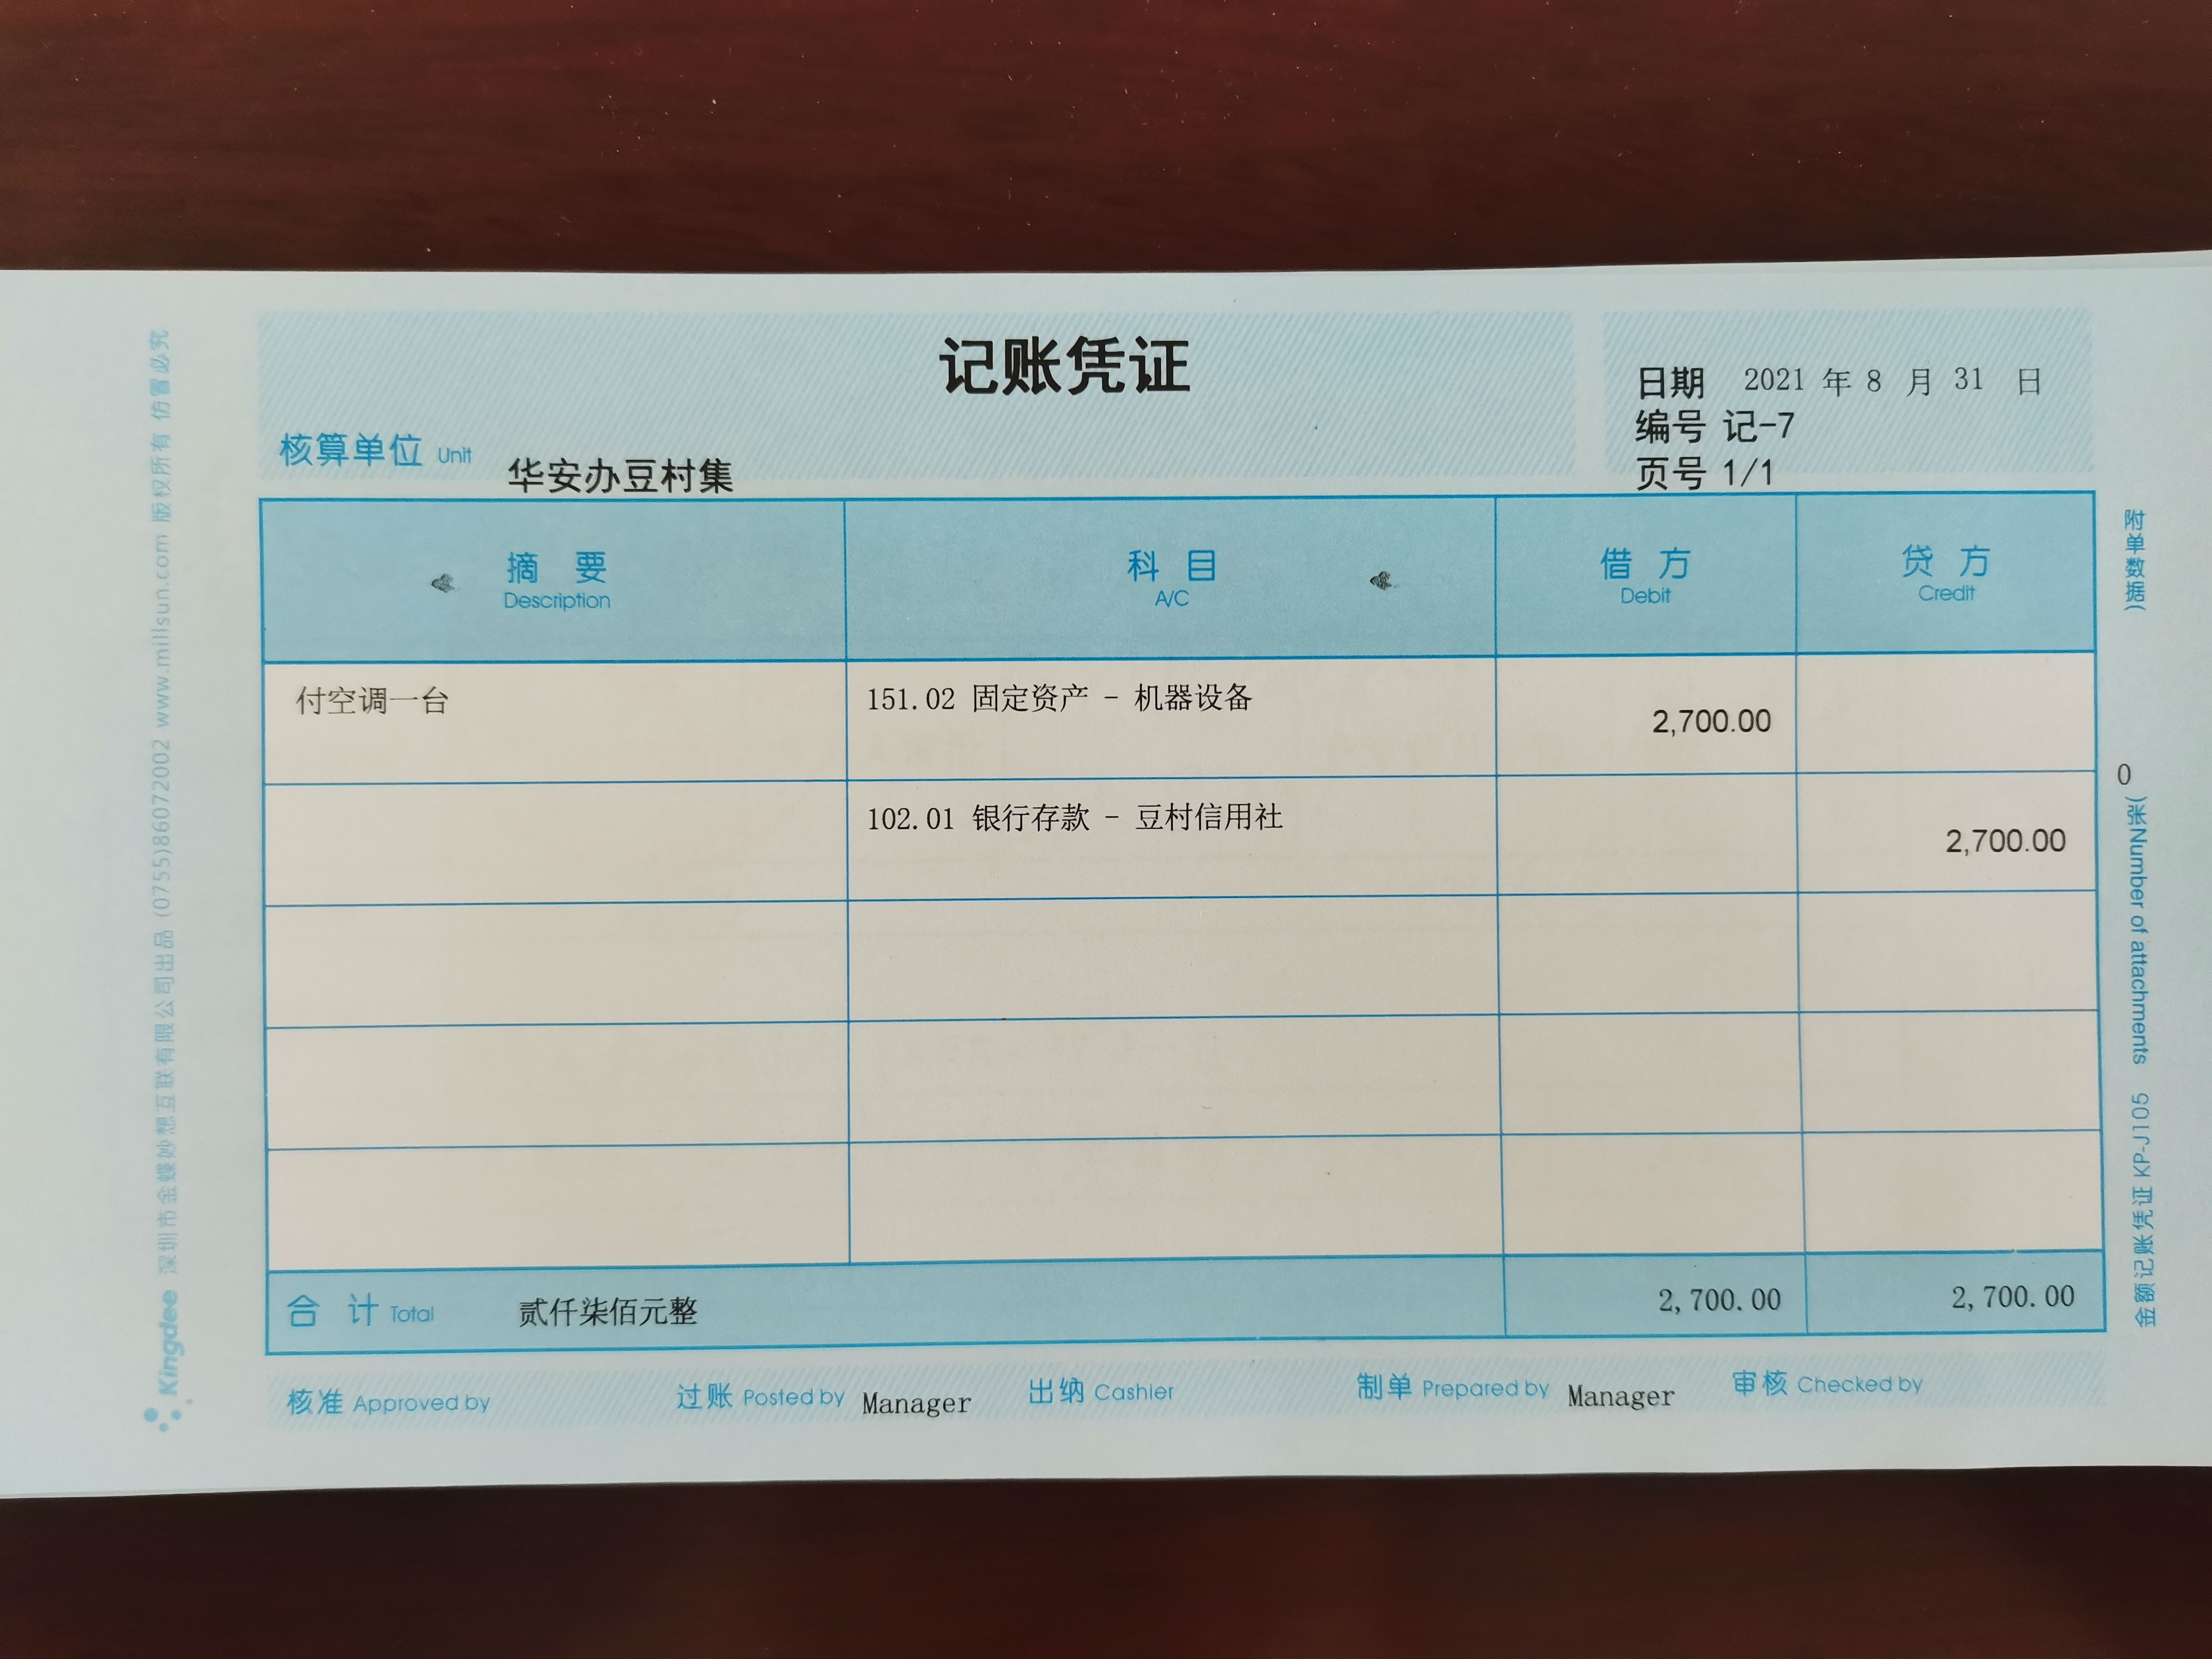 记账凭证
日期 2021 年 8 月 31 日
编号 记-7
页号 1/1
核算单位 Unit 华安办豆村集
摘 要 科 目 借 方 贷 方
Description A/C Debit Credit
付空调一台 151.02 固定资产 - 机器设备 2,700.00
102.01 银行存款 - 豆村信用社 2,700.00
合 计 Total 贰仟柒佰元整 2,700.00 2,700.00
核准 Approved by 过账 Posted by Manager 出纳 Cashier 制单 Prepared by Manager 审核 Checked by
附单数据( 0 )张Number of attachments 金额记账凭证 KP-J105
Kingdee 深圳市金蝶妙想互联有限公司出品 (0755)86072002 www.millsun.com 版权所有 仿冒必究